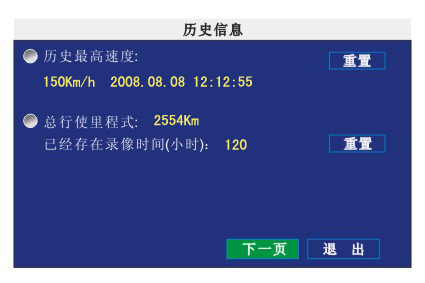 历史信息
历史最高速度: 重置
150Km/h 2008.08.08 12:12:55
总行使里程式: 2554Km
已经存在录像时间(小时): 120 重置
下一页 退 出